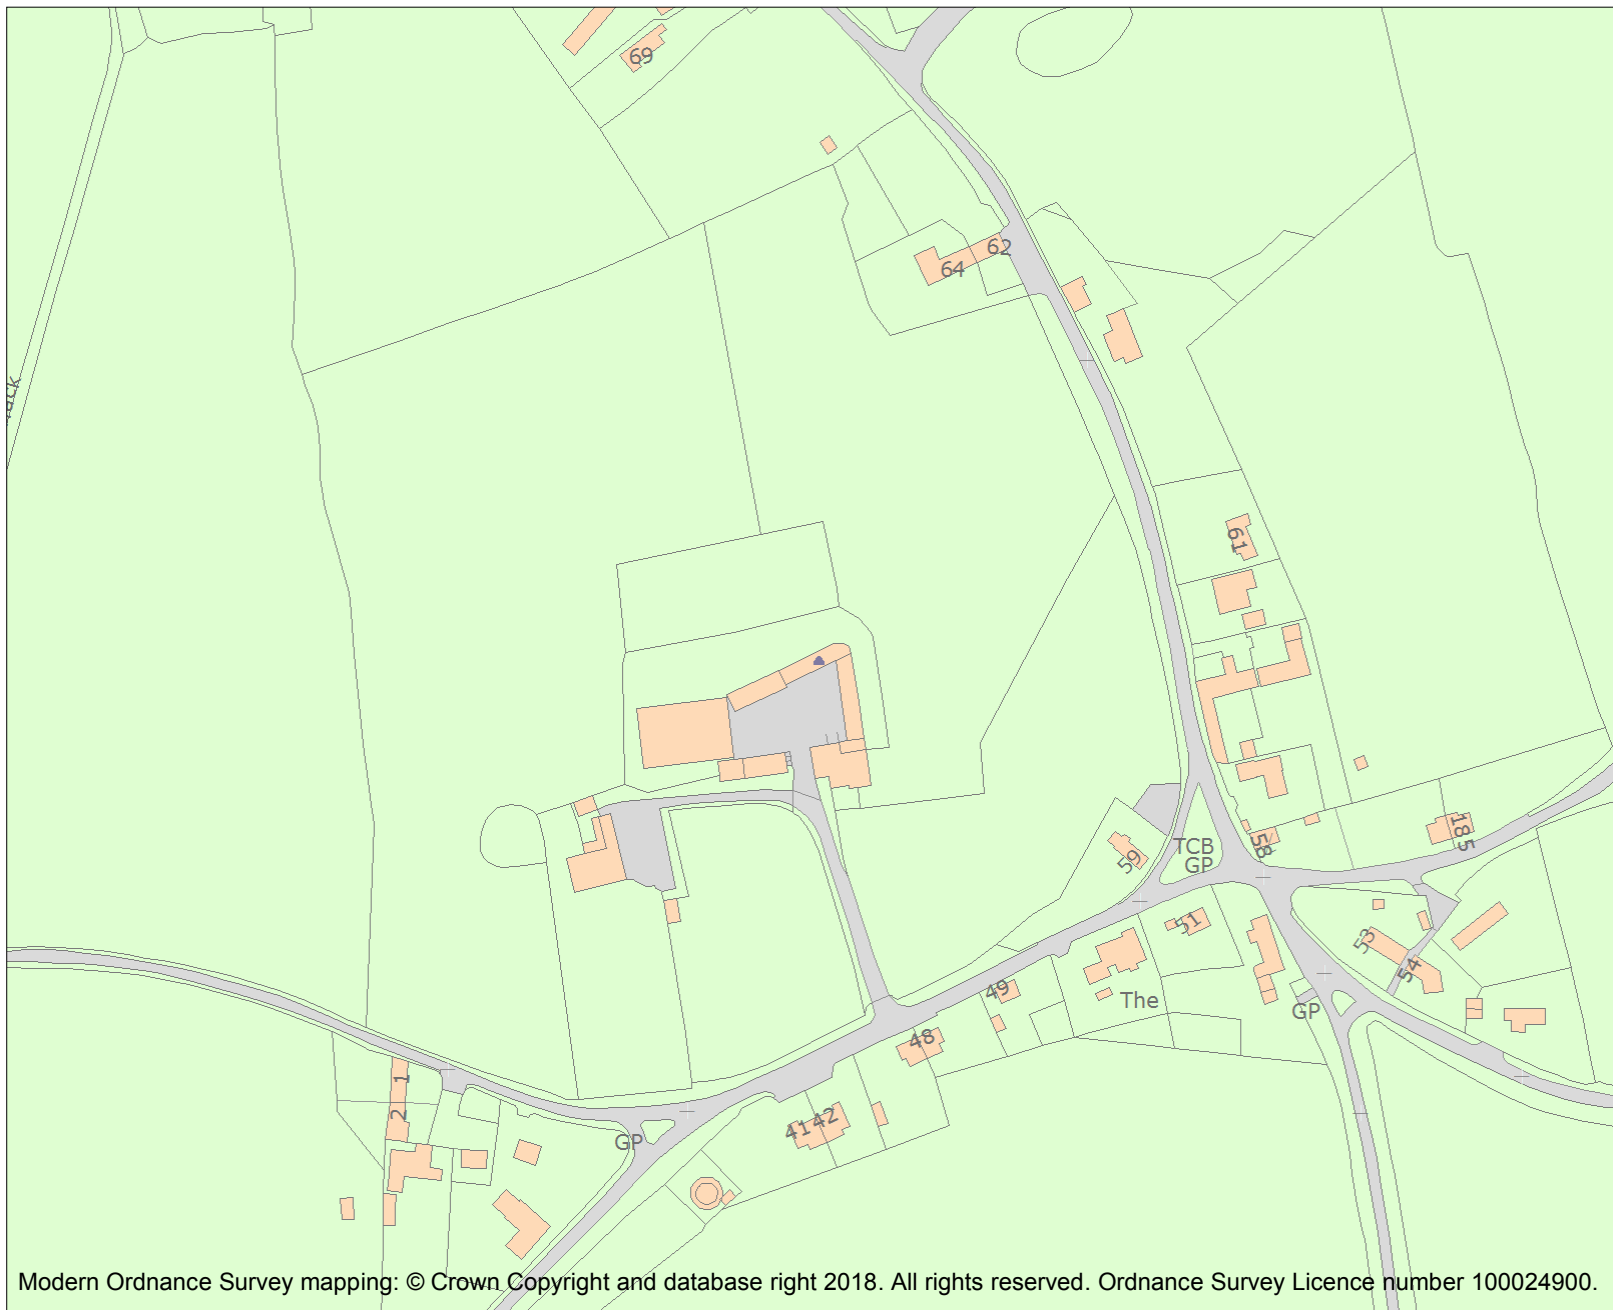 69
62
64
61
TCB
GP
58
185
59
51
53
54
49
The
GP
48
1
2
41 42
GP
Modern Ordnance Survey mapping: © Crown Copyright and database right 2018. All rights reserved. Ordnance Survey Licence number 100024900.